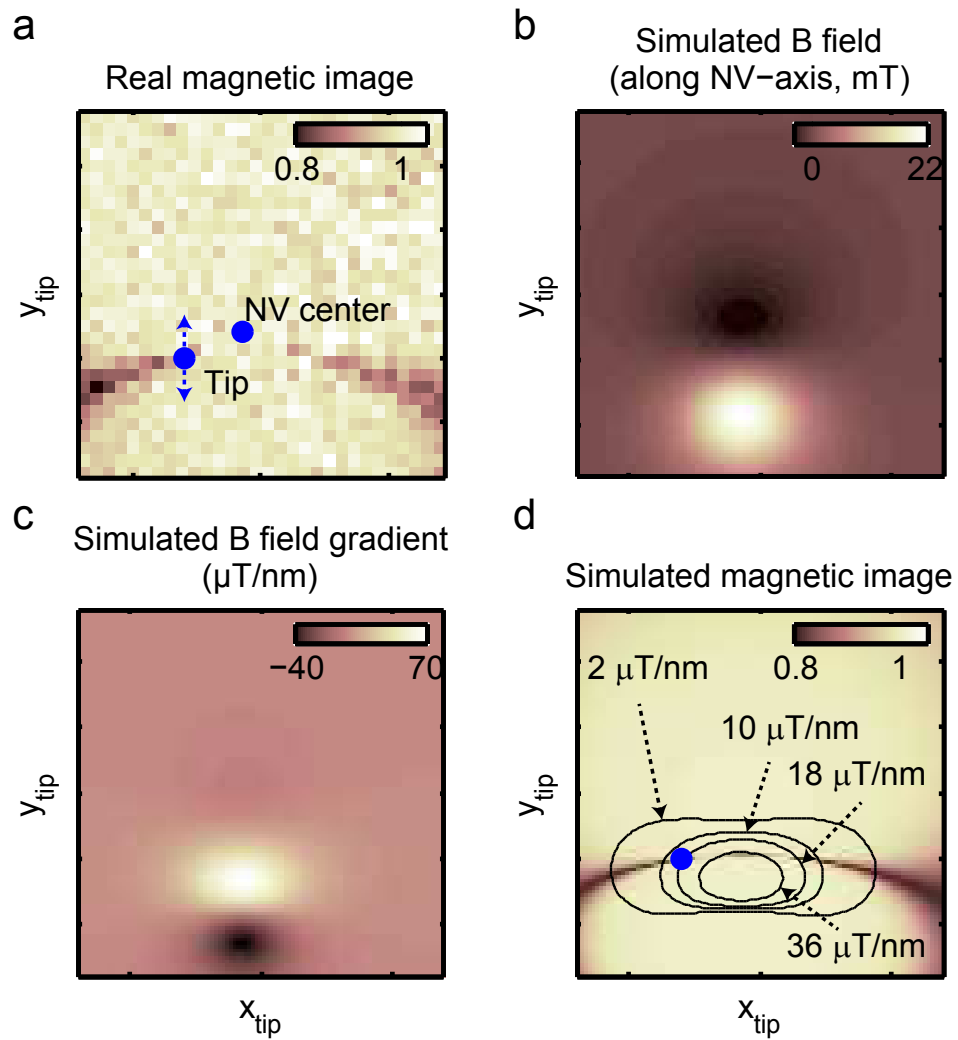 a
Real magnetic image
0.8 1
NV center
Tip
y_tip
b
Simulated B field
(along NV−axis, mT)
0 22
y_tip
c
Simulated B field gradient
(μT/nm)
−40 70
y_tip
x_tip
d
Simulated magnetic image
0.8 1
2 μT/nm
10 μT/nm
18 μT/nm
36 μT/nm
y_tip
x_tip